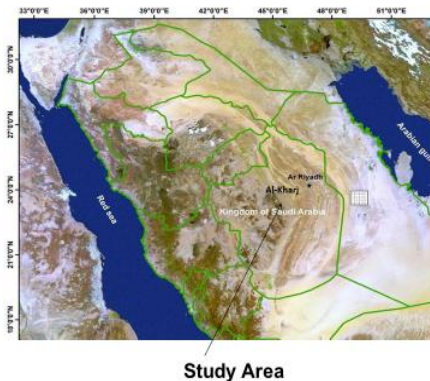 33°0'0"E 36°0'0"E 39°0'0"E 42°0'0"E 45°0'0"E 48°0'0"E 51°0'0"E
30°0'0"N
27°0'0"N
24°0'0"N
21°0'0"N
18°0'0"N
Arabian gulf
Ar Riyadh
Al-Kharj
Kingdom of Saudi Arabia
Red sea
Study Area